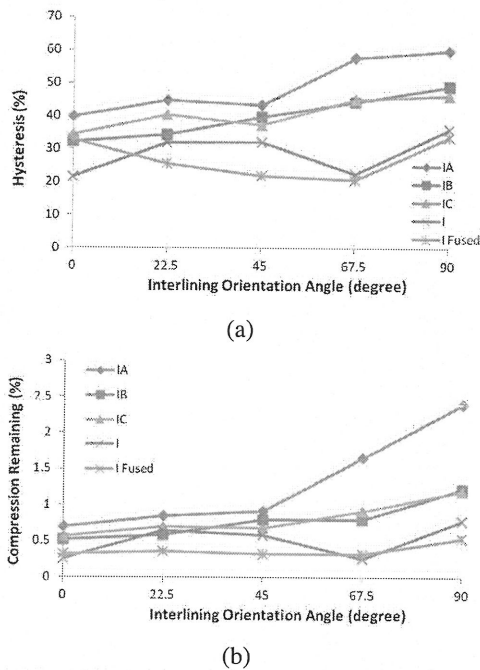 70
60
50
40
30
20
10
0
Hysteresis (%)
IA
IB
IC
I
I Fused
0 22.5 45 67.5 90
Interlining Orientation Angle (degree)
(a)
3
2.5
2
1.5
1
0.5
0
Compression Remaining (%)
IA
IB
IC
I
I Fused
0 22.5 45 67.5 90
Interlining Orientation Angle (degree)
(b)